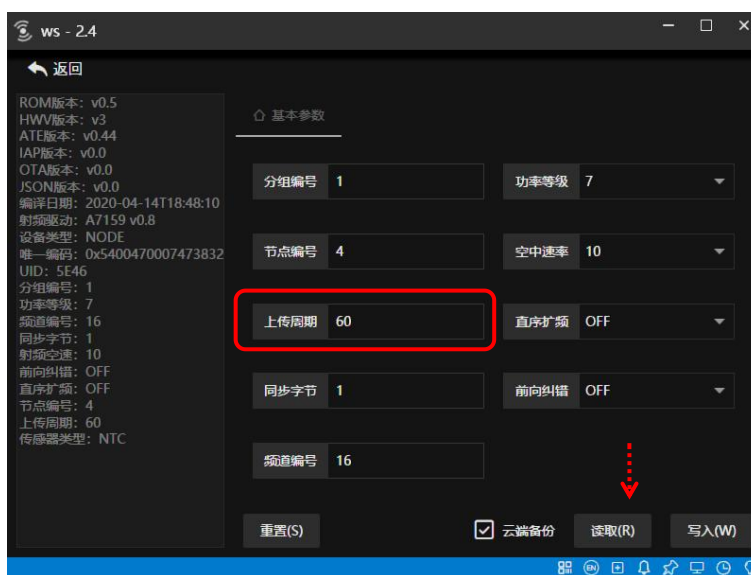 ws - 2.4
返回
ROM版本: v0.5
HWV版本: v3
ATE版本: v0.44
IAP版本: v0.0
OTA版本: v0.0
JSON版本: v0.0
编译日期: 2020-04-14T18:48:10
射频驱动: A7159 v0.8
设备类型: NODE
唯一编码: 0x5400470007473832
UID: 5E46
分组编号: 1
功率等级: 7
频道编号: 16
同步字节: 1
射频空速: 10
前向纠错: OFF
直序扩频: OFF
节点编号: 4
上传周期: 60
传感器类型: NTC
基本参数
分组编号 1 功率等级 7
节点编号 4 空中速率 10
上传周期 60 直序扩频 OFF
同步字节 1 前向纠错 OFF
频道编号 16
重置(S) 云端备份 读取(R) 写入(W)
EN